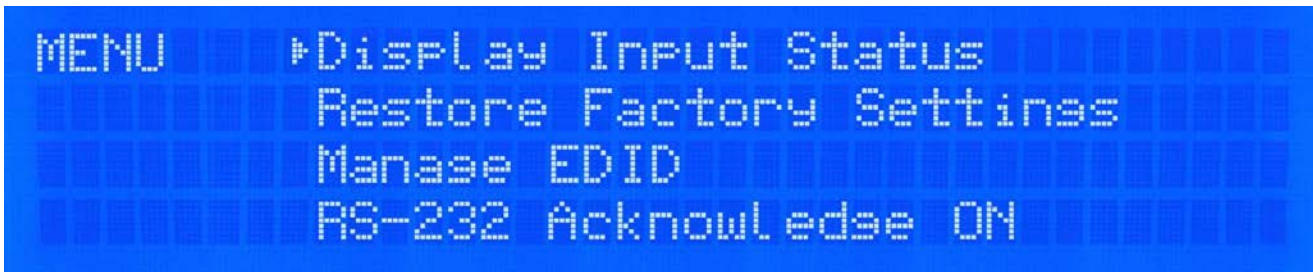 MENU ▸Display Input Status
Restore Factory Settings
Manage EDID
RS-232 Acknowledge ON